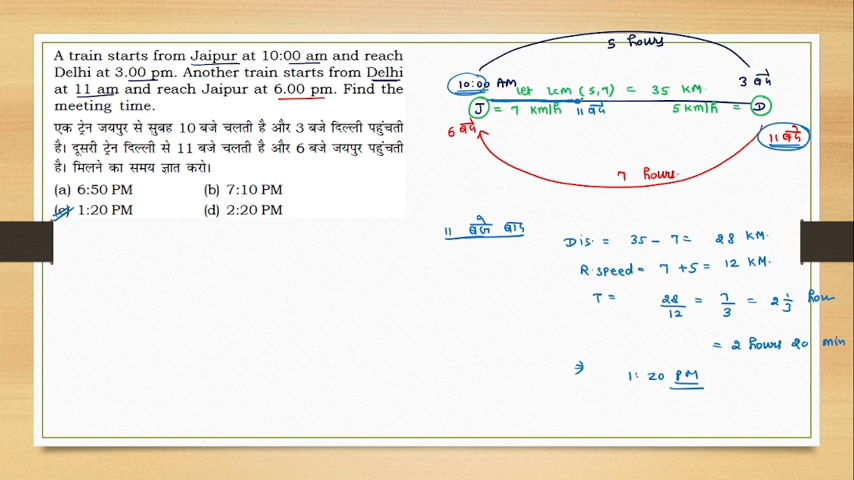 A train starts from Jaipur at 10:00 am and reach
Delhi at 3.00 pm. Another train starts from Delhi
at 11 am and reach Jaipur at 6.00 pm. Find the
meeting time.
एक ट्रेन जयपुर से सुबह 10 बजे चलती है और 3 बजे दिल्ली पहुंचती
है। दूसरी ट्रेन दिल्ली से 11 बजे चलती है और 6 बजे जयपुर पहुंचती
है। मिलने का समय ज्ञात करो।
(a) 6:50 PM (b) 7:10 PM
(c) 1:20 PM (d) 2:20 PM
5 hours
10:00 AM 3 बजे
let Lcm (5,7) = 35 KM.
J = 7 km/h 11 बजे 5 km/h = D
6 बजे 11 बजे
7 hours.
11 बजे बाद
Dis. = 35 - 7 = 28 KM.
R. speed = 7 + 5 = 12 KM.
T = 28/12 = 7/3 = 2 1/3 hour
= 2 hours 20 min
⇒ 1:20 PM